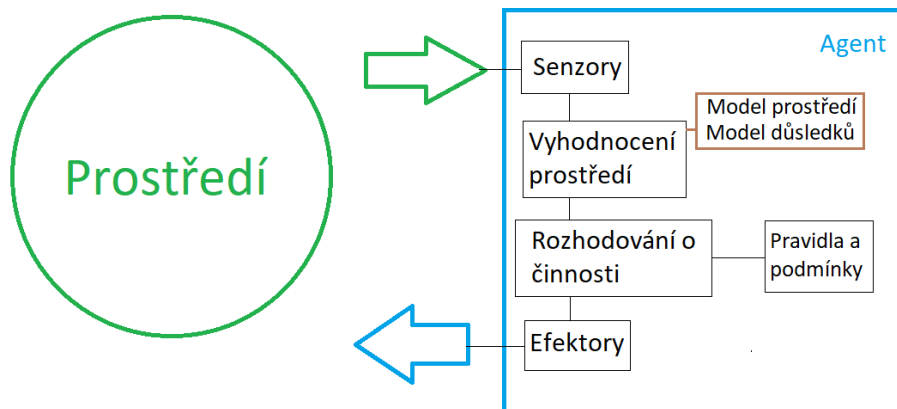 Prostředí
Agent
Senzory
Model prostředí
Model důsledků
Vyhodnocení
prostředí
Rozhodování o
činnosti
Pravidla a
podmínky
Efektory